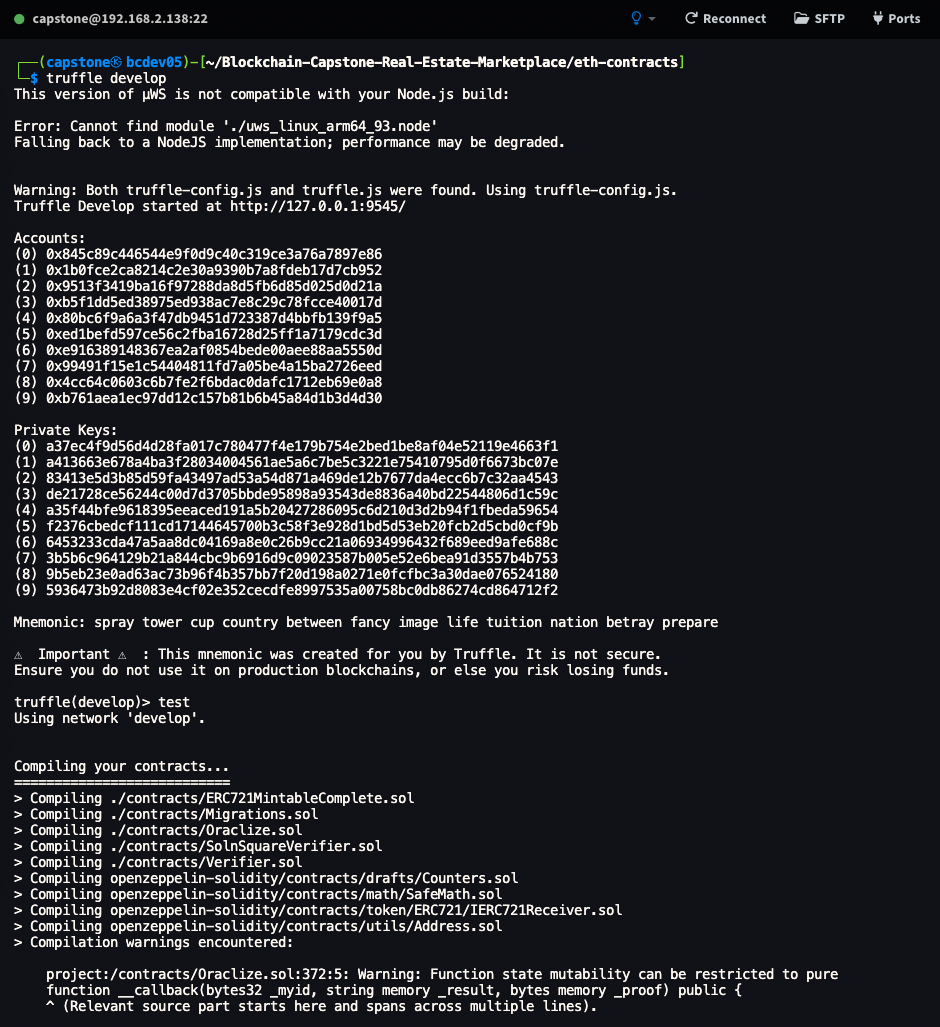 capstone@192.168.2.138:22
Reconnect
SFTP
Ports
┌──(capstone㉿bcdev05)-[~/Blockchain-Capstone-Real-Estate-Marketplace/eth-contracts]
└─$ truffle develop
This version of µWS is not compatible with your Node.js build:
Error: Cannot find module './uws_linux_arm64_93.node'
Falling back to a NodeJS implementation; performance may be degraded.
Warning: Both truffle-config.js and truffle.js were found. Using truffle-config.js.
Truffle Develop started at http://127.0.0.1:9545/
Accounts:
(0) 0x845c89c446544e9f0d9c40c319ce3a76a7897e86
(1) 0x1b0fce2ca8214c2e30a9390b7a8fdeb17d7cb952
(2) 0x9513f3419ba16f97288da8d5fb6d85d025d0d21a
(3) 0xb5f1dd5ed38975ed938ac7e8c29c78fcce40017d
(4) 0x80bc6f9a6a3f47db9451d723387d4bbfb139f9a5
(5) 0xed1befd597ce56c2fba16728d25ff1a7179cdc3d
(6) 0xe916389148367ea2af0854bede00aee88aa5550d
(7) 0x99491f15e1c54404811fd7a05be4a15ba2726eed
(8) 0x4cc64c0603c6b7fe2f6bdac0dafc1712eb69e0a8
(9) 0xb761aea1ec97dd12c157b81b6b45a84d1b3d4d30
Private Keys:
(0) a37ec4f9d56d4d28fa017c780477f4e179b754e2bed1be8af04e52119e4663f1
(1) a413663e678a4ba3f28034004561ae5a6c7be5c3221e75410795d0f6673bc07e
(2) 83413e5d3b85d59fa43497ad53a54d871a469de12b7677da4ecc6b7c32aa4543
(3) de21728ce56244c00d7d3705bbde95898a93543de8836a40bd22544806d1c59c
(4) a35f44bfe9618395eeaced191a5b20427286095c6d210d3d2b94f1fbeda59654
(5) f2376cbedcf111cd17144645700b3c58f3e928d1bd5d53eb20fcb2d5cbd0cf9b
(6) 6453233cda47a5aa8dc04169a8e0c26b9cc21a06934996432f689eed9afe688c
(7) 3b5b6c964129b21a844cbc9b6916d9c09023587b005e52e6bea91d3557b4b753
(8) 9b5eb23e0ad63ac73b96f4b357bb7f20d198a0271e0fcfbc3a30dae076524180
(9) 5936473b92d8083e4cf02e352cecdfe8997535a00758bc0db86274cd864712f2
Mnemonic: spray tower cup country between fancy image life tuition nation betray prepare
⚠ Important ⚠ : This mnemonic was created for you by Truffle. It is not secure.
Ensure you do not use it on production blockchains, or else you risk losing funds.
truffle(develop)> test
Using network 'develop'.
Compiling your contracts...
===========================
> Compiling ./contracts/ERC721MintableComplete.sol
> Compiling ./contracts/Migrations.sol
> Compiling ./contracts/Oraclize.sol
> Compiling ./contracts/SolnSquareVerifier.sol
> Compiling ./contracts/Verifier.sol
> Compiling openzeppelin-solidity/contracts/drafts/Counters.sol
> Compiling openzeppelin-solidity/contracts/math/SafeMath.sol
> Compiling openzeppelin-solidity/contracts/token/ERC721/IERC721Receiver.sol
> Compiling openzeppelin-solidity/contracts/utils/Address.sol
> Compilation warnings encountered:
project:/contracts/Oraclize.sol:372:5: Warning: Function state mutability can be restricted to pure
function __callback(bytes32 _myid, string memory _result, bytes memory _proof) public {
^ (Relevant source part starts here and spans across multiple lines).